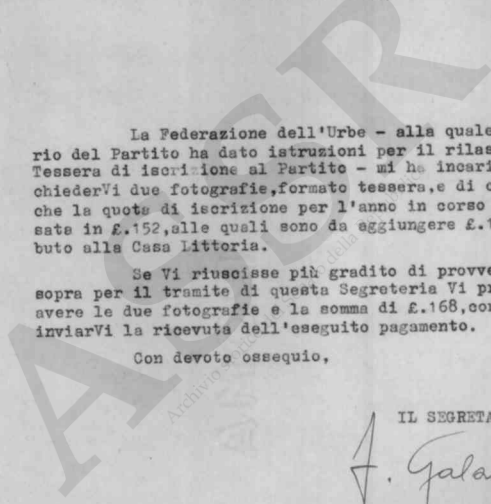 La Federazione dell'Urbe - alla quale
rio del Partito ha dato istruzioni per il rilas
Tessera di iscrizione al Partito - mi ha incari
chiederVi due fotografie,formato tessera,e di c
che la quota di iscrizione per l'anno in corso
sata in £.152,alle quali sono da aggiungere £.1
buto alla Casa Littoria.
Se Vi riuscisse più gradito di provve
sopra per il tramite di questa Segreteria Vi pr
avere le due fotografie e la somma di £.168,con
inviarVi la ricevuta dell'eseguito pagamento.
Con devoto ossequio,
IL SEGRETA
F. Gala
ASSR